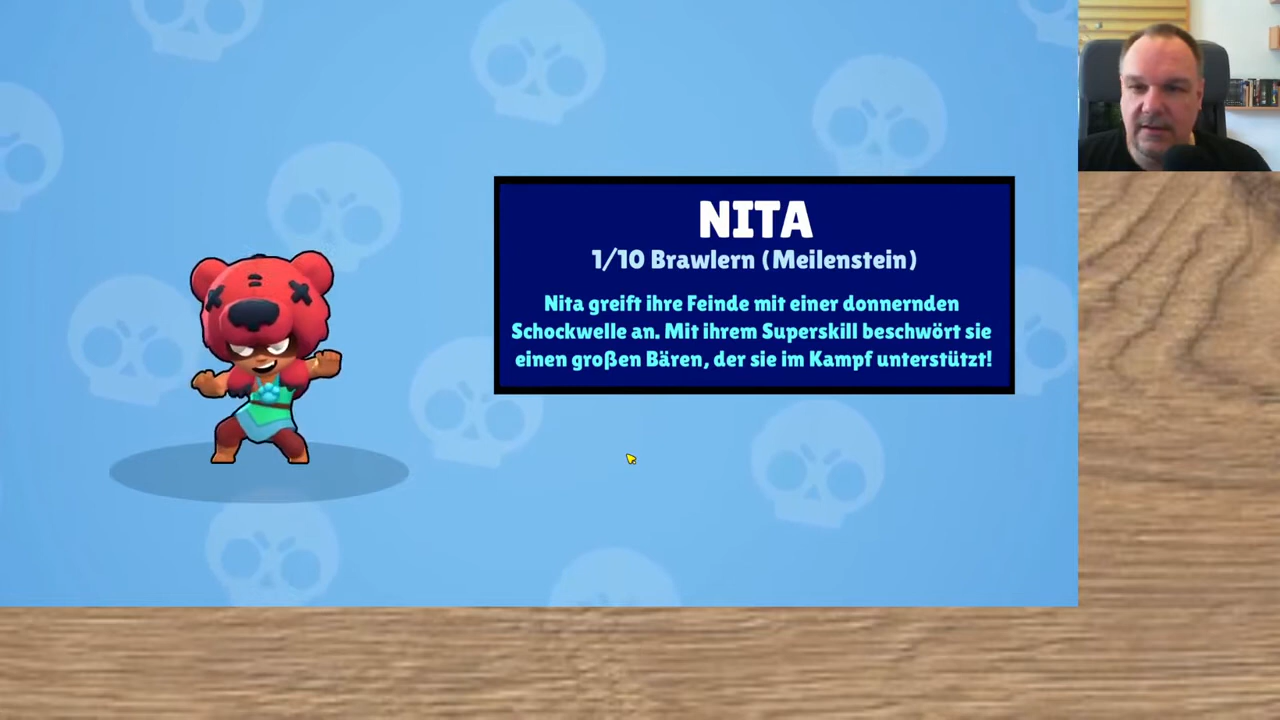 NITA
1/10 Brawlern (Meilenstein)
Nita greift ihre Feinde mit einer donnernden
Schockwelle an. Mit ihrem Superskill beschwört sie
einen großen Bären, der sie im Kampf unterstützt!